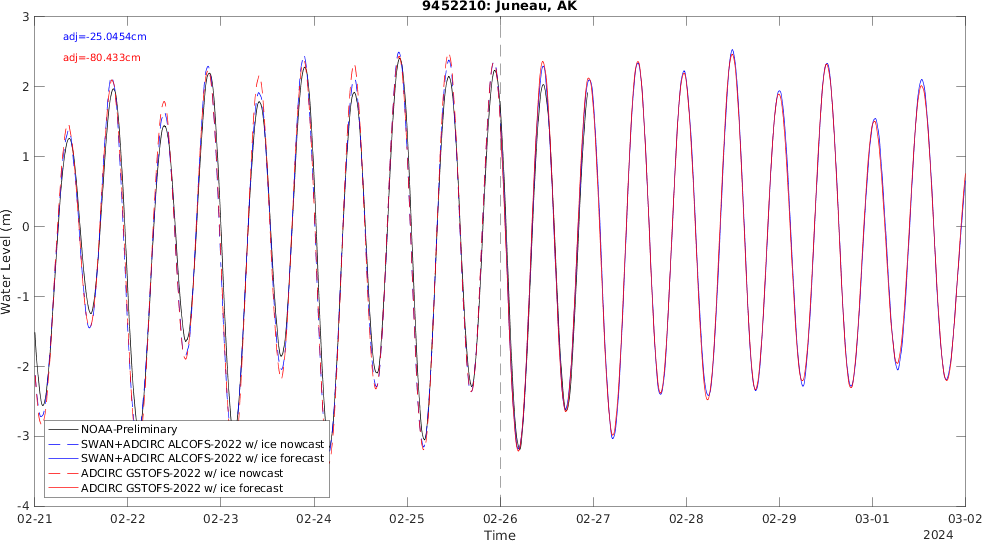 9452210: Juneau, AK
adj=-25.0454cm
adj=-80.433cm
3
2
1
0
-1
-2
-3
-4
Water Level (m)
NOAA-Preliminary
SWAN+ADCIRC ALCOFS-2022 w/ ice nowcast
SWAN+ADCIRC ALCOFS-2022 w/ ice forecast
ADCIRC GSTOFS-2022 w/ ice nowcast
ADCIRC GSTOFS-2022 w/ ice forecast
02-21 02-22 02-23 02-24 02-25 02-26 02-27 02-28 02-29 03-01 03-02
Time
2024